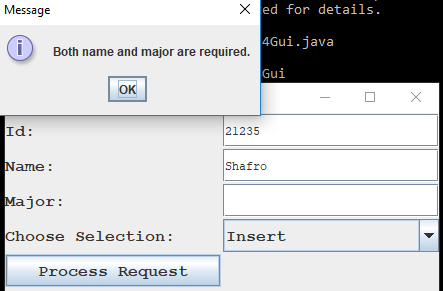 Message
ed for details.
Both name and major are required.
4Gui.java
OK
Gui
Id:
21235
Name:
Shafro
Major:
Choose Selection:
Insert
Process Request